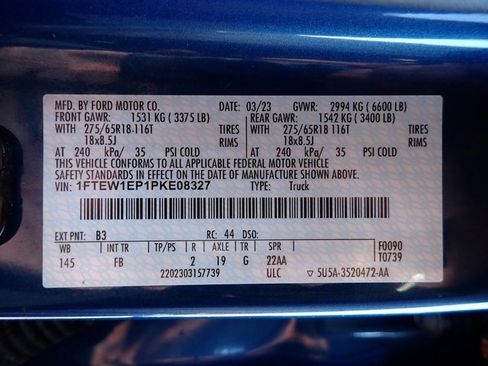 MFD. BY FORD MOTOR CO. 03/23 GVWR: 2994 KG ( 6600 LB)
FRONT GAWR: 1531 KG ( 3375 LB) REAR GAWR: 1542 KG ( 3400 LB)
WITH 275/65R18 116T TIRES WITH 275/65R18 116T TIRES
18x8.5J RIMS 18x8.5J RIMS
AT 240 kPa/ 35 PSI COLD AT 240 kPa/ 35 PSI COLD
THIS VEHICLE CONFORMS TO ALL APPLICABLE FEDERAL MOTOR VEHICLE
SAFETY STANDARDS IN EFFECT ON THE DATE OF MANUFACTURE SHOWN ABOVE.
VIN: 1FTEW1EP1PKE08327 TYPE: Truck
EXT PNT: B3 RC: 44 DSO:
WB INT TR TP/PS R AXLE TR SPR F0090
145 FB 2 19 G 22AA T0739
2202303157739 ULC ▽ 5U5A-3520472-AA